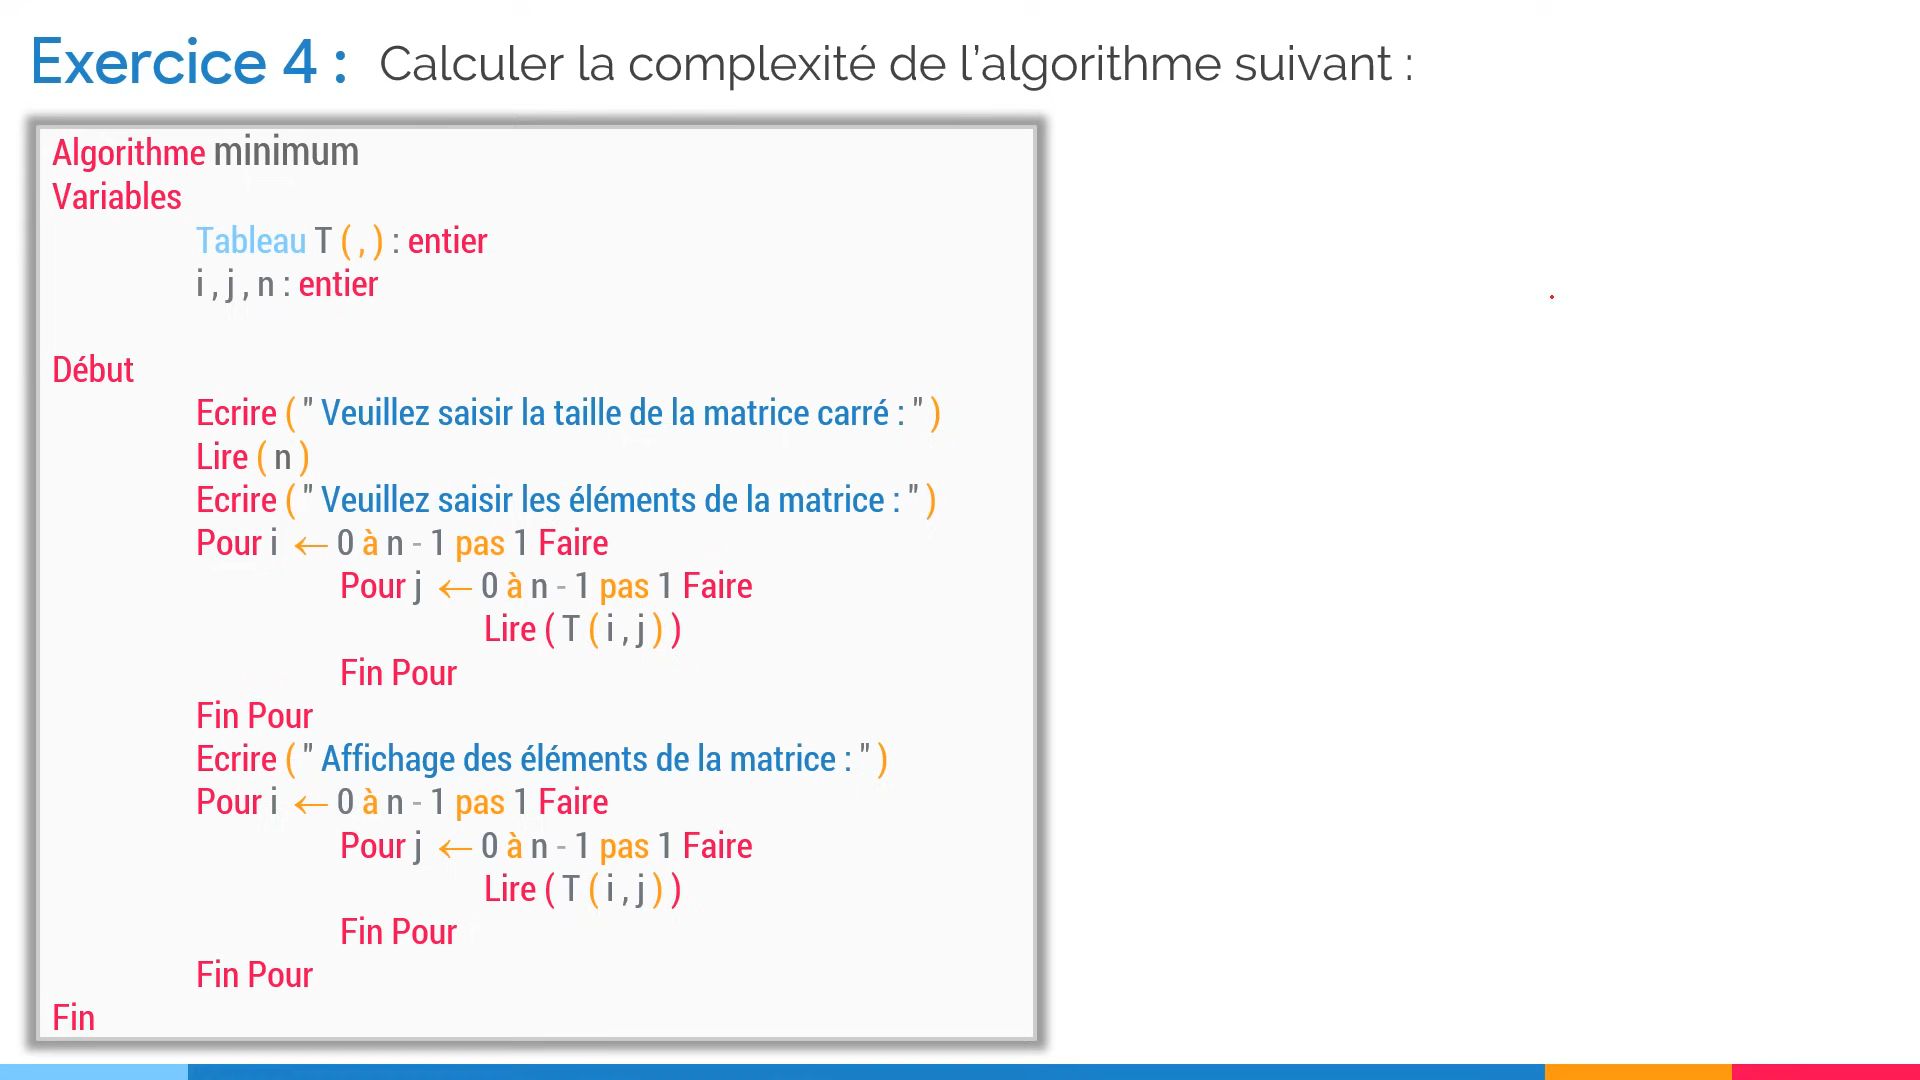 Exercice 4 : Calculer la complexité de l'algorithme suivant :
Algorithme minimum
Variables
Tableau T ( , ) : entier
i , j , n : entier
Début
Ecrire ( " Veuillez saisir la taille de la matrice carré : " )
Lire ( n )
Ecrire ( " Veuillez saisir les éléments de la matrice : " )
Pour i ← 0 à n - 1 pas 1 Faire
Pour j ← 0 à n - 1 pas 1 Faire
Lire ( T ( i , j ) )
Fin Pour
Fin Pour
Ecrire ( " Affichage des éléments de la matrice : " )
Pour i ← 0 à n - 1 pas 1 Faire
Pour j ← 0 à n - 1 pas 1 Faire
Lire ( T ( i , j ) )
Fin Pour
Fin Pour
Fin